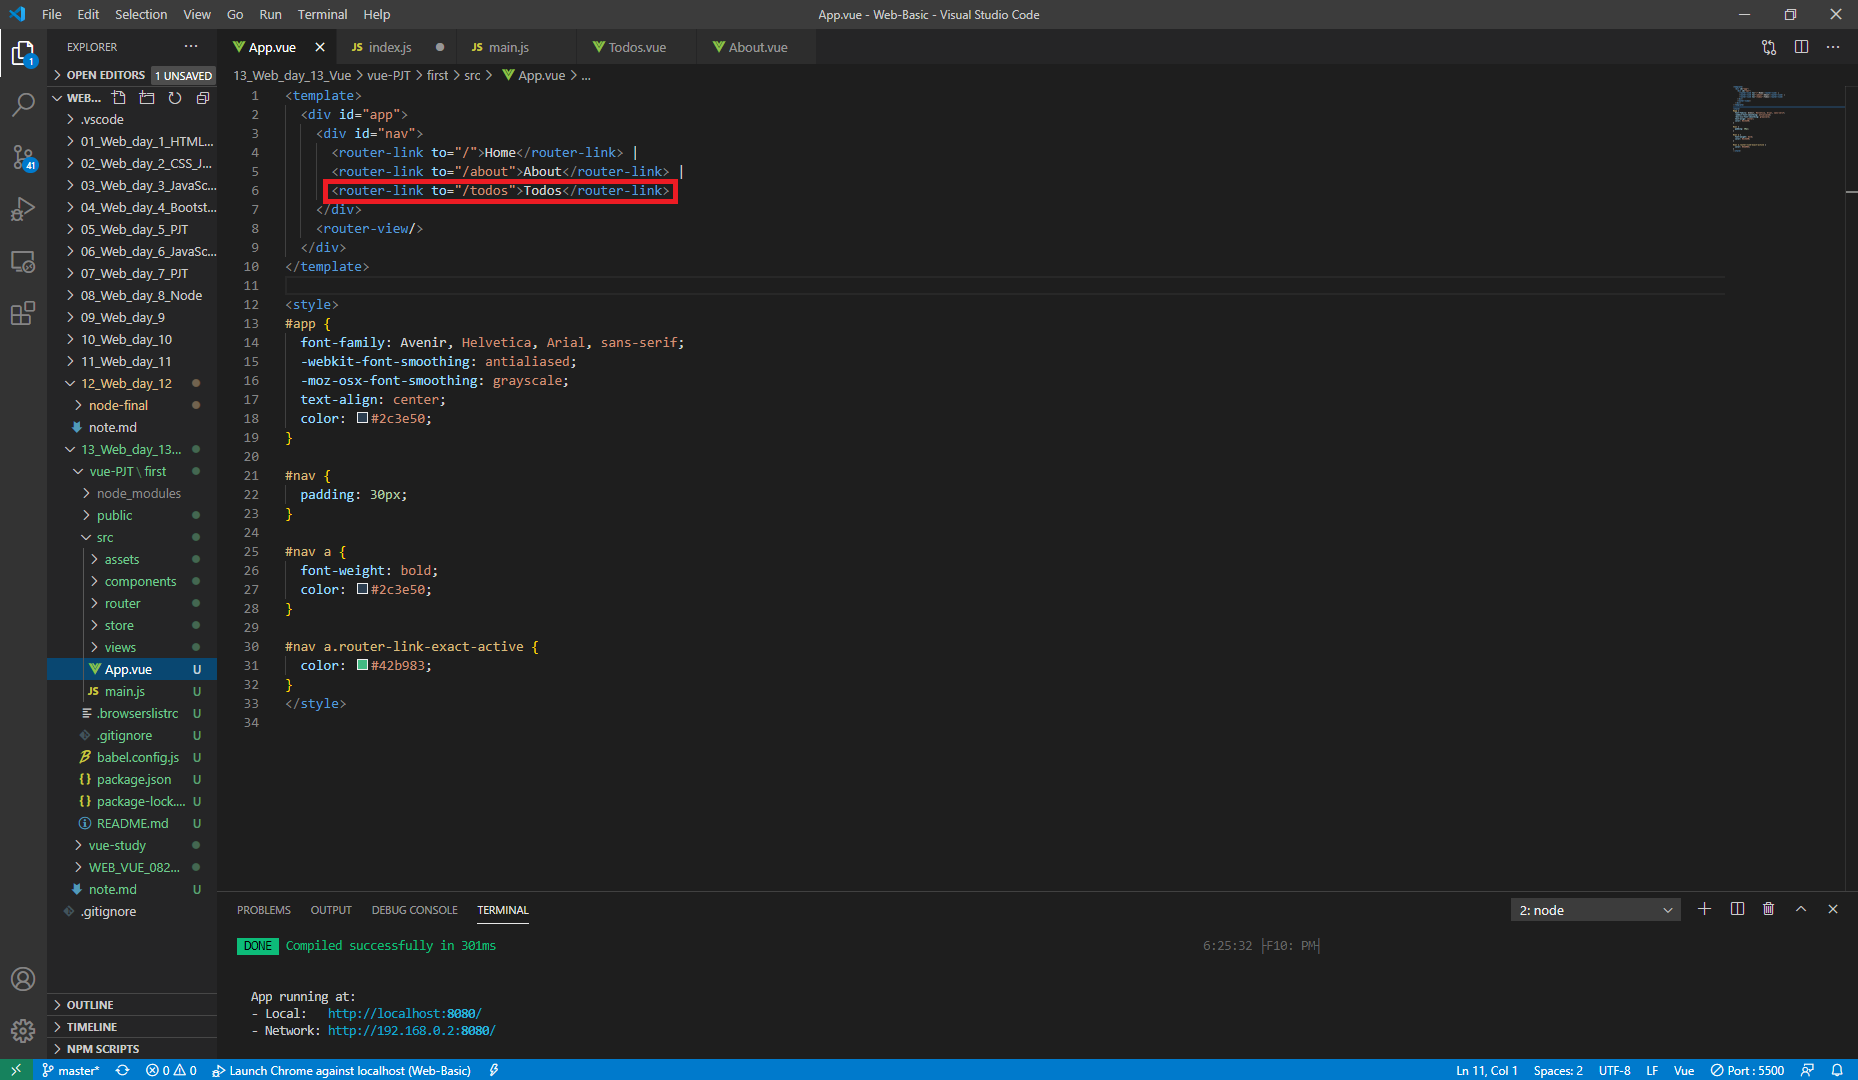 File Edit Selection View Go Run Terminal Help
App.vue - Web-Basic - Visual Studio Code
EXPLORER
App.vue
JS index.js
JS main.js
Todos.vue
About.vue
OPEN EDITORS 1 UNSAVED
13_Web_day_13_Vue > vue-PJT > first > src > App.vue > ...
WEB...
.vscode
01_Web_day_1_HTML...
02_Web_day_2_CSS_J...
03_Web_day_3_JavaSc...
04_Web_day_4_Bootst...
05_Web_day_5_PJT
06_Web_day_6_JavaSc...
07_Web_day_7_PJT
08_Web_day_8_Node
09_Web_day_9
10_Web_day_10
11_Web_day_11
12_Web_day_12
node-final
note.md
13_Web_day_13...
vue-PJT \ first
node_modules
public
src
assets
components
router
store
views
App.vue U
JS main.js U
.browserslistrc U
.gitignore U
babel.config.js U
{} package.json U
{} package-lock.... U
README.md U
vue-study
WEB_VUE_082...
note.md U
.gitignore
OUTLINE
TIMELINE
NPM SCRIPTS
1
41
1 <template>
2 <div id="app">
3 <div id="nav">
4 <router-link to="/">Home</router-link> |
5 <router-link to="/about">About</router-link> |
6 <router-link to="/todos">Todos</router-link>
7 </div>
8 <router-view/>
9 </div>
10 </template>
11
12 <style>
13 #app {
14 font-family: Avenir, Helvetica, Arial, sans-serif;
15 -webkit-font-smoothing: antialiased;
16 -moz-osx-font-smoothing: grayscale;
17 text-align: center;
18 color: #2c3e50;
19 }
20
21 #nav {
22 padding: 30px;
23 }
24
25 #nav a {
26 font-weight: bold;
27 color: #2c3e50;
28 }
29
30 #nav a.router-link-exact-active {
31 color: #42b983;
32 }
33 </style>
34
PROBLEMS OUTPUT DEBUG CONSOLE TERMINAL
2: node
DONE Compiled successfully in 301ms
6:25:32 ├F10: PM┤
App running at:
- Local: http://localhost:8080/
- Network: http://192.168.0.2:8080/
master* 0 0 Launch Chrome against localhost (Web-Basic)
Ln 11, Col 1 Spaces: 2 UTF-8 LF Vue Port : 5500